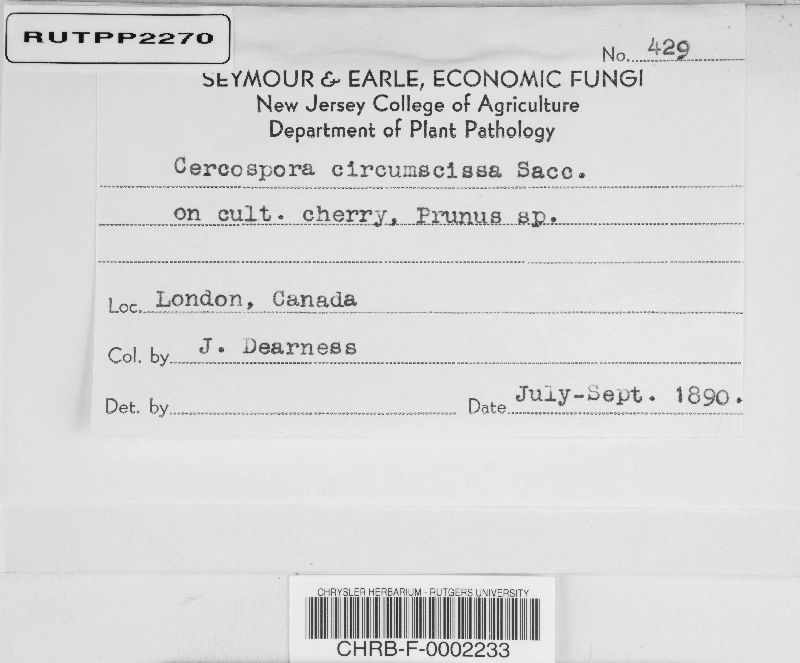 RUTPP2270
No. 429
SEYMOUR & EARLE, ECONOMIC FUNGI
New Jersey College of Agriculture
Department of Plant Pathology
Cercospora circumscissa Sacc.
on cult. cherry, Prunus sp.
Loc. London, Canada
Col. by J. Dearness
Det. by
Date July-Sept. 1890.
CHRYSLER HERBARIUM - RUTGERS UNIVERSITY
CHRB-F-0002233